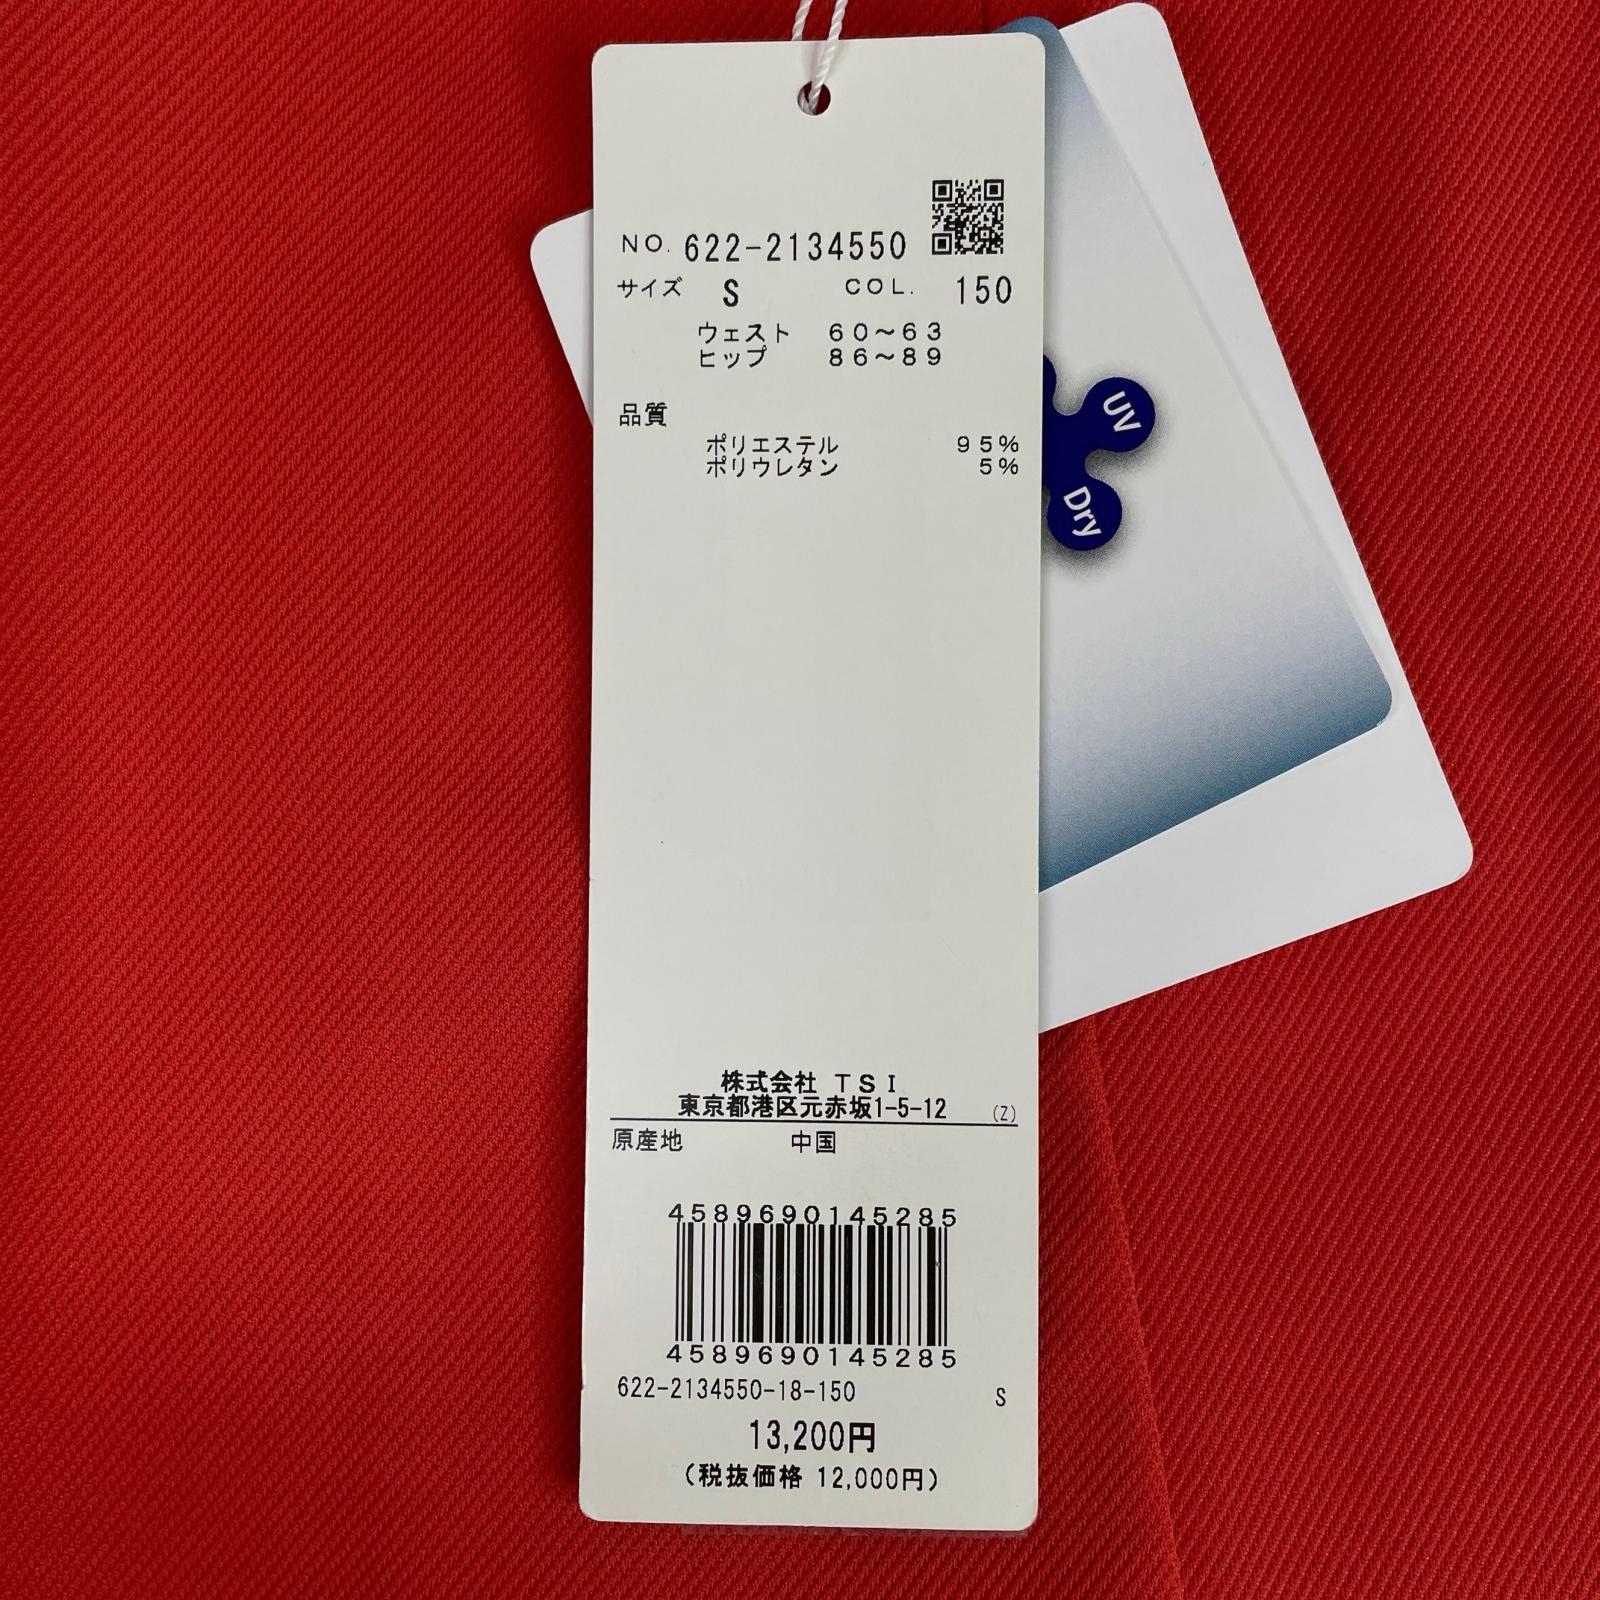 NO. 622-2134550
サイズ S COL. 150
ウェスト 60～63
ヒップ 86～89
品質
ポリエステル 95%
ポリウレタン 5%
株式会社 TSI
東京都港区元赤坂1-5-12 (Z)
原産地 中国
4589690145285
4589690145285
622-2134550-18-150 S
13,200円
(税抜価格 12,000円)
UV
Dry